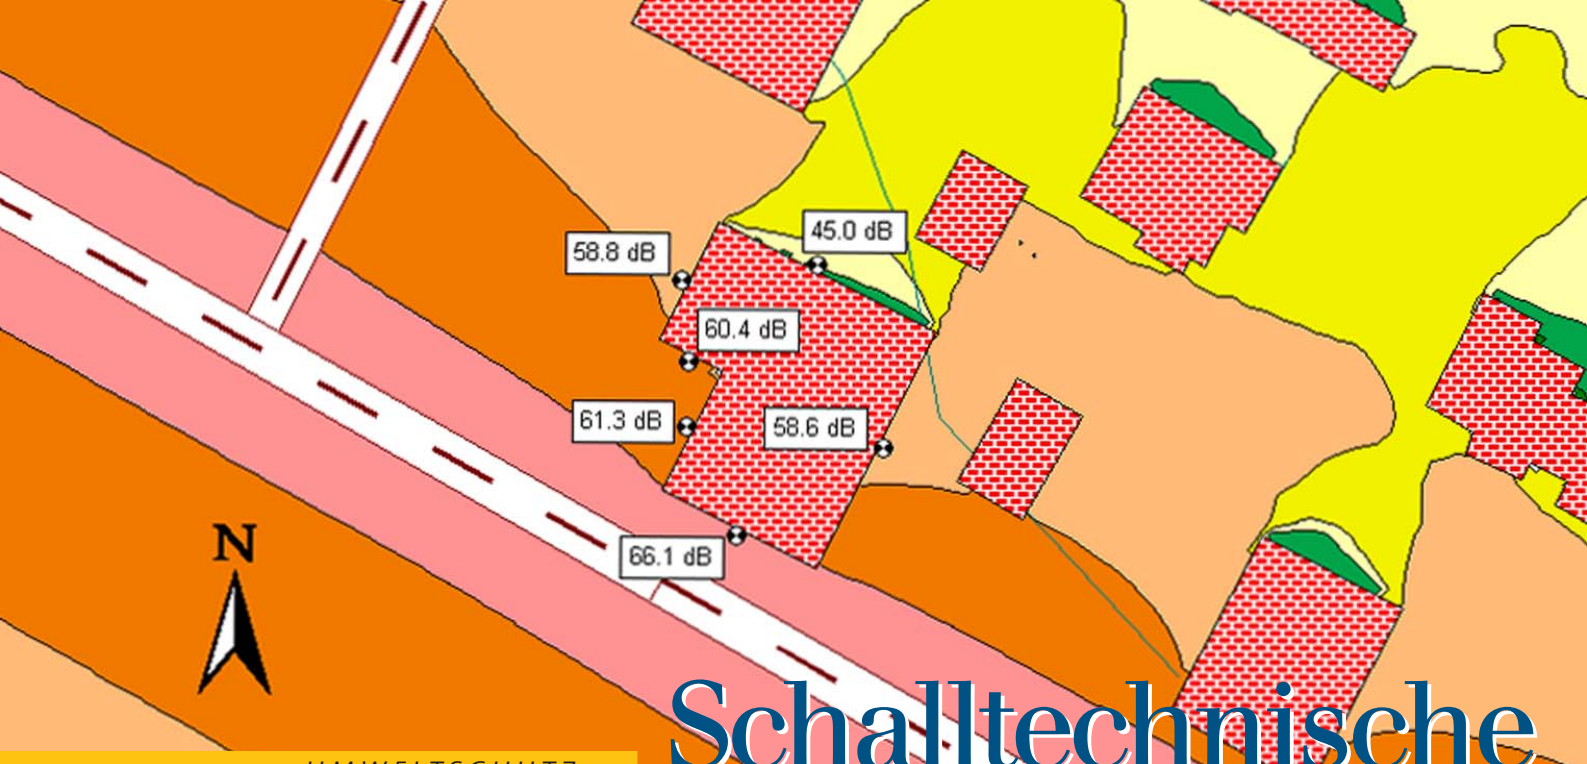 45.0 dB
58.8 dB
60.4 dB
61.3 dB
58.6 dB
N
66.1 dB
Schalltechnische
UMWELTSCHUTZ